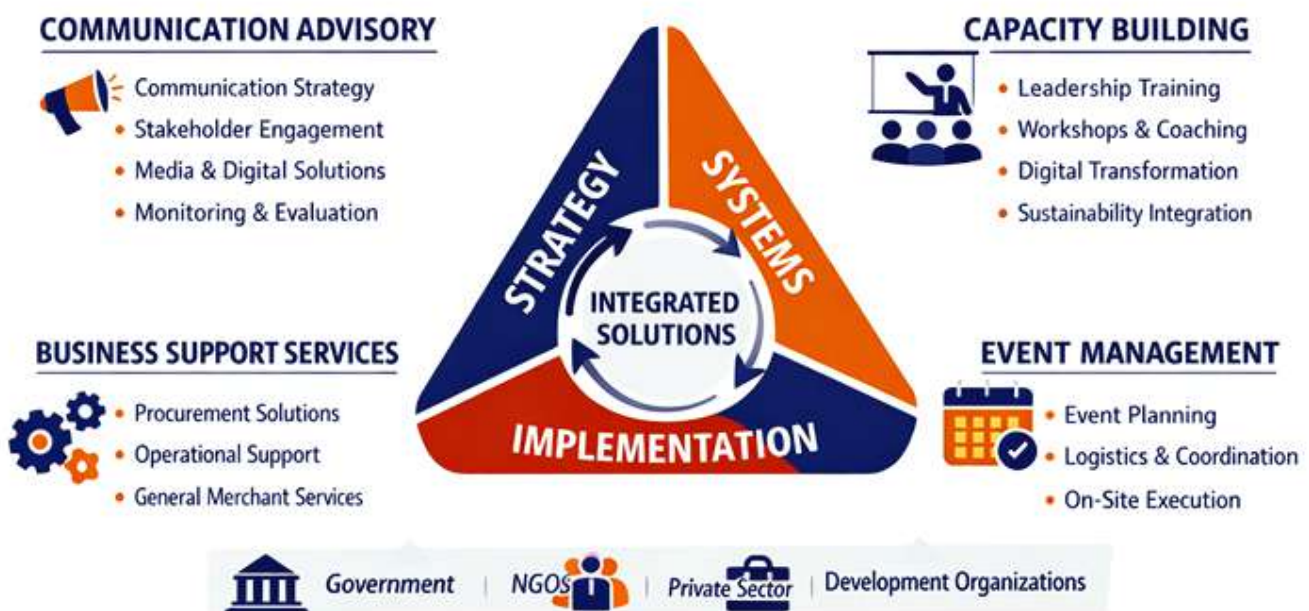 COMMUNICATION ADVISORY
Communication Strategy
Stakeholder Engagement
Media & Digital Solutions
Monitoring & Evaluation
CAPACITY BUILDING
Leadership Training
Workshops & Coaching
Digital Transformation
Sustainability Integration
STRATEGY
SYSTEMS
INTEGRATED
SOLUTIONS
IMPLEMENTATION
BUSINESS SUPPORT SERVICES
Procurement Solutions
Operational Support
General Merchant Services
EVENT MANAGEMENT
Event Planning
Logistics & Coordination
On-Site Execution
Government | NGOs | Private Sector | Development Organizations